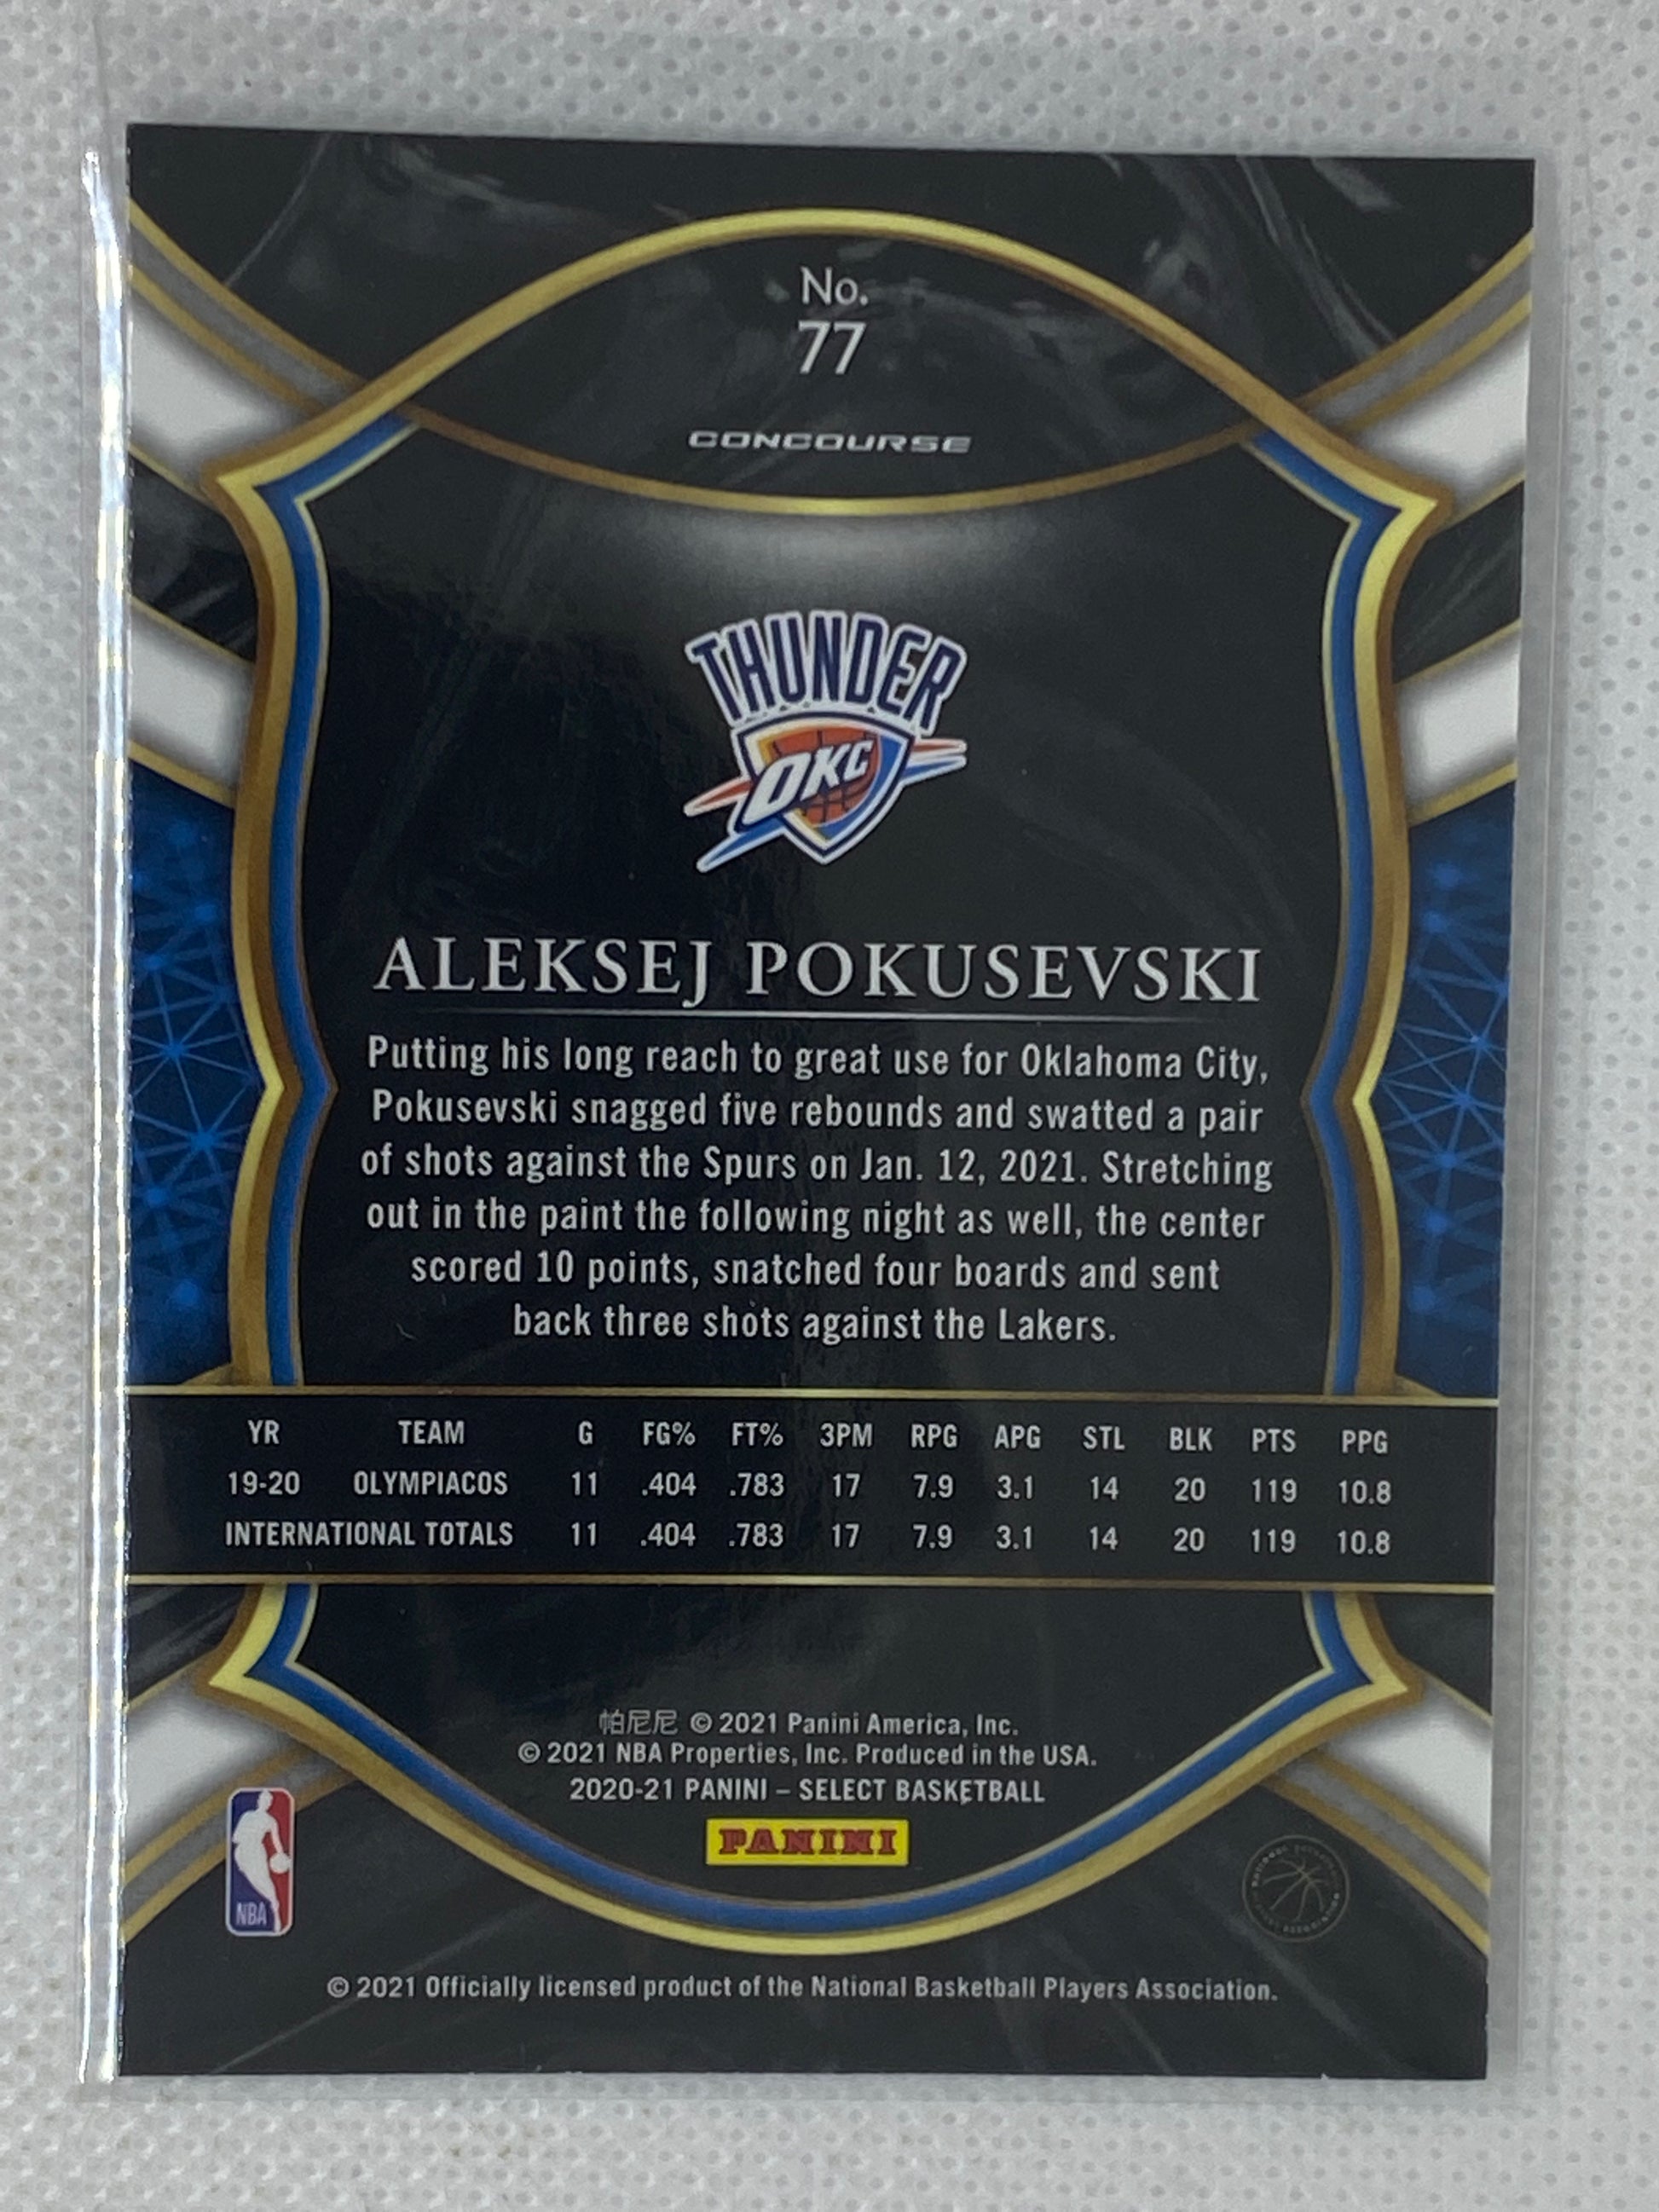 No.
77
CONCOURSE
THUNDER
OKC
ALEKSEJ POKUSEVSKI
Putting his long reach to great use for Oklahoma City,
Pokusevski snagged five rebounds and swatted a pair
of shots against the Spurs on Jan. 12, 2021. Stretching
out in the paint the following night as well, the center
scored 10 points, snatched four boards and sent
back three shots against the Lakers.
YR TEAM G FG% FT% 3PM RPG APG STL BLK PTS PPG
19-20 OLYMPIACOS 11 .404 .783 17 7.9 3.1 14 20 119 10.8
INTERNATIONAL TOTALS 11 .404 .783 17 7.9 3.1 14 20 119 10.8
帕尼尼 © 2021 Panini America, Inc.
© 2021 NBA Properties, Inc. Produced in the USA.
2020-21 PANINI – SELECT BASKETBALL
PANINI
NBA
© 2021 Officially licensed product of the National Basketball Players Association.